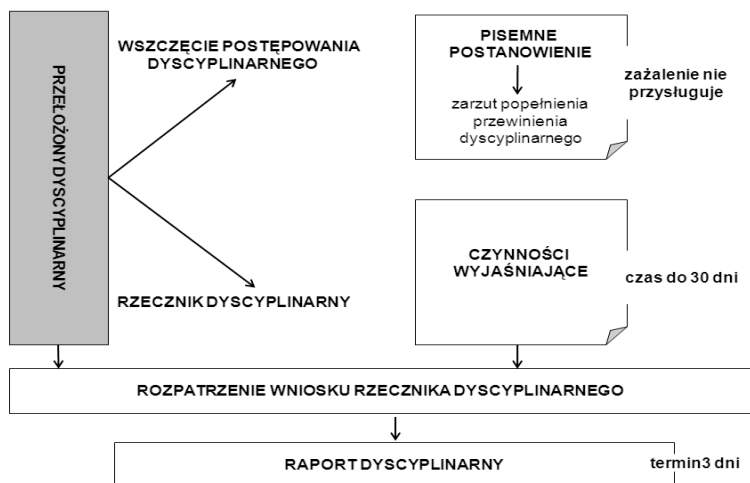 PRZEŁOŻONY DYSCYPLINARNY
WSZCZĘCIE POSTĘPOWANIA
DYSCYPLINARNEGO
RZECZNIK DYSCYPLINARNY
PISEMNE
POSTANOWIENIE
zarzut popełnienia
przewinienia
dyscyplinarnego
zażalenie nie
przysługuje
CZYNNOŚCI
WYJAŚNIAJĄCE
czas do 30 dni
ROZPATRZENIE WNIOSKU RZECZNIKA DYSCYPLINARNEGO
RAPORT DYSCYPLINARNY
termin3 dni